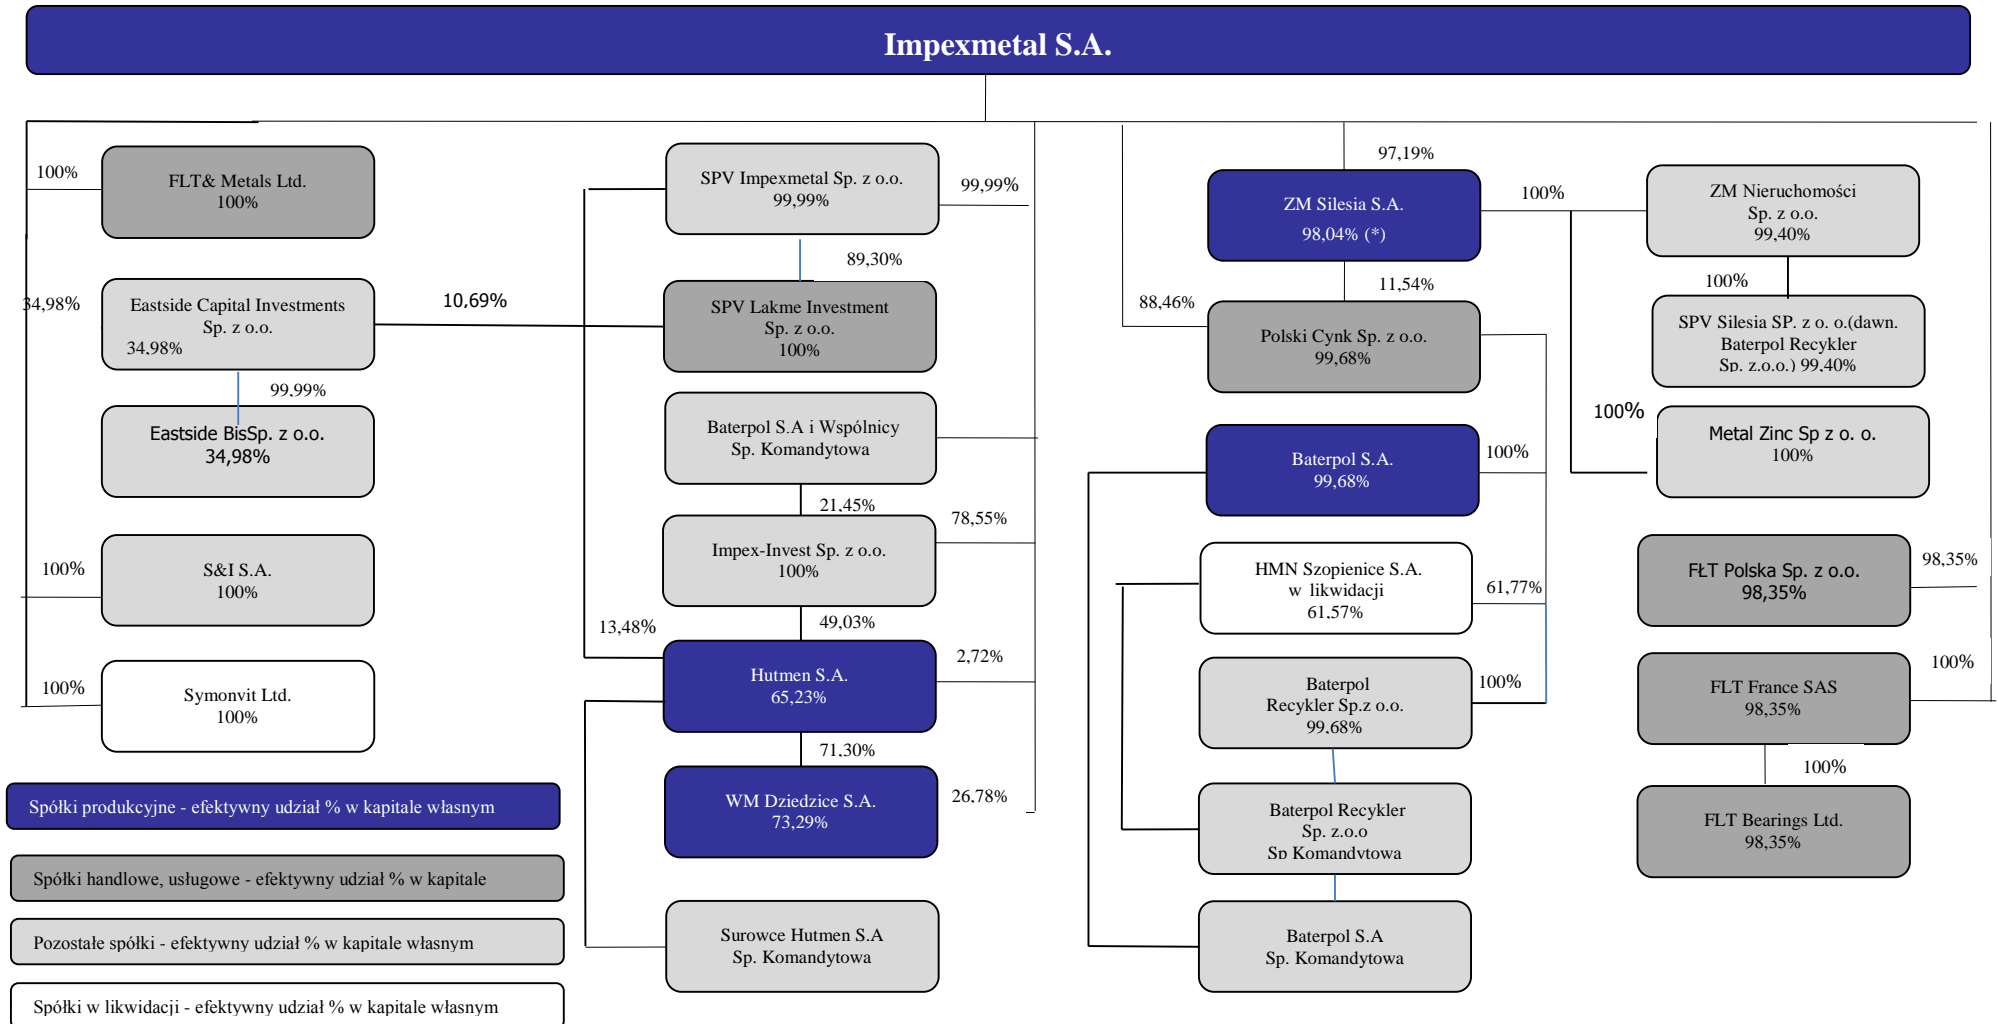 Impexmetal S.A.
100%
FLT& Metals Ltd.
100%
34,98%
Eastside Capital Investments
Sp. z o.o.
34,98%
10,69%
99,99%
Eastside BisSp. z o.o.
34,98%
100%
S&I S.A.
100%
100%
Symonvit Ltd.
100%
SPV Impexmetal Sp. z o.o.
99,99%
99,99%
89,30%
SPV Lakme Investment
Sp. z o.o.
100%
Baterpol S.A i Wspólnicy
Sp. Komandytowa
21,45%
78,55%
Impex-Invest Sp. z o.o.
100%
49,03%
13,48%
2,72%
Hutmen S.A.
65,23%
71,30%
WM Dziedzice S.A.
73,29%
26,78%
Surowce Hutmen S.A
Sp. Komandytowa
97,19%
ZM Silesia S.A.
98,04% (*)
100%
11,54%
88,46%
Polski Cynk Sp. z o.o.
99,68%
Baterpol S.A.
99,68%
100%
HMN Szopienice S.A.
w likwidacji
61,57%
61,77%
Baterpol
Recykler Sp.z o.o.
99,68%
100%
Baterpol Recykler
Sp. z.o.o
Sp Komandytowa
Baterpol S.A
Sp. Komandytowa
ZM Nieruchomości
Sp. z o.o.
99,40%
100%
SPV Silesia SP. z o. o.(dawn.
Baterpol Recykler
Sp. z.o.o.) 99,40%
100%
Metal Zinc Sp z o. o.
100%
FŁT Polska Sp. z o.o.
98,35%
98,35%
FLT France SAS
98,35%
100%
100%
FLT Bearings Ltd.
98,35%
Spółki produkcyjne - efektywny udział % w kapitale własnym
Spółki handlowe, usługowe - efektywny udział % w kapitale
Pozostałe spółki - efektywny udział % w kapitale własnym
Spółki w likwidacji - efektywny udział % w kapitale własnym